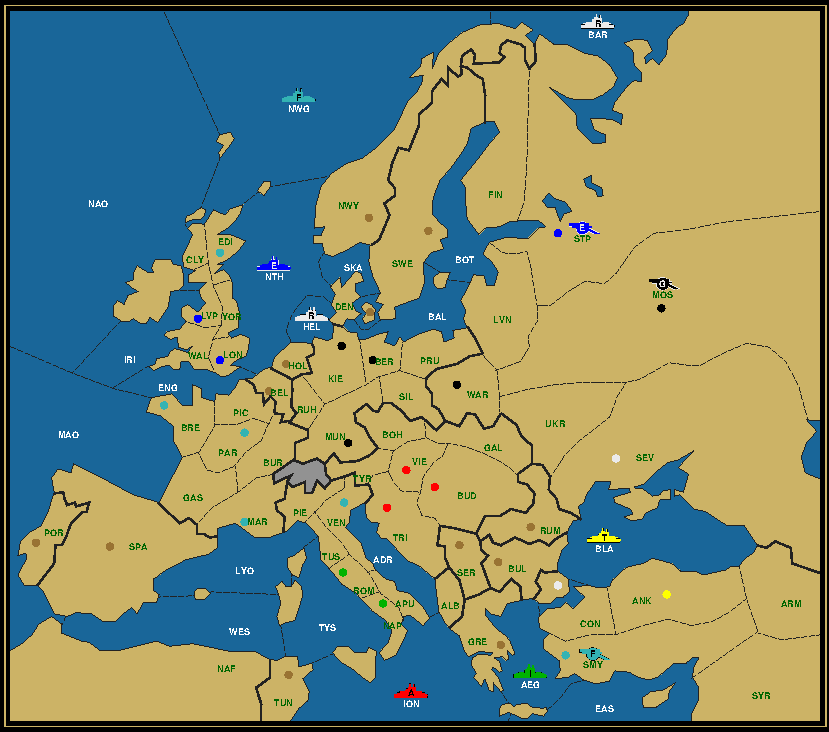 R
BAR
F
NWG
FIN
NAO
NWY
EDI
E
STP
CLY
SWE
BOT
SKA
E
NTH
G
MOS
DEN
R
HEL
LVP
YOR
BAL
LVN
IRI
WAL
LON
HOL
KIE
BER
PRU
ENG
BEL
SIL
WAR
PIC
RUH
BRE
UKR
MAO
MUN
BOH
GAL
PAR
BUR
VIE
SEV
TYR
BUD
GAS
MAR
PIE
VEN
TRI
RUM
POR
SPA
T
BLA
TUS
ADR
LYO
SER
BUL
ROM
ANK
APU
ALB
ARM
NAP
CON
WES
TYS
GRE
F
SMY
NAF
I
AEG
A
ION
TUN
EAS
SYR